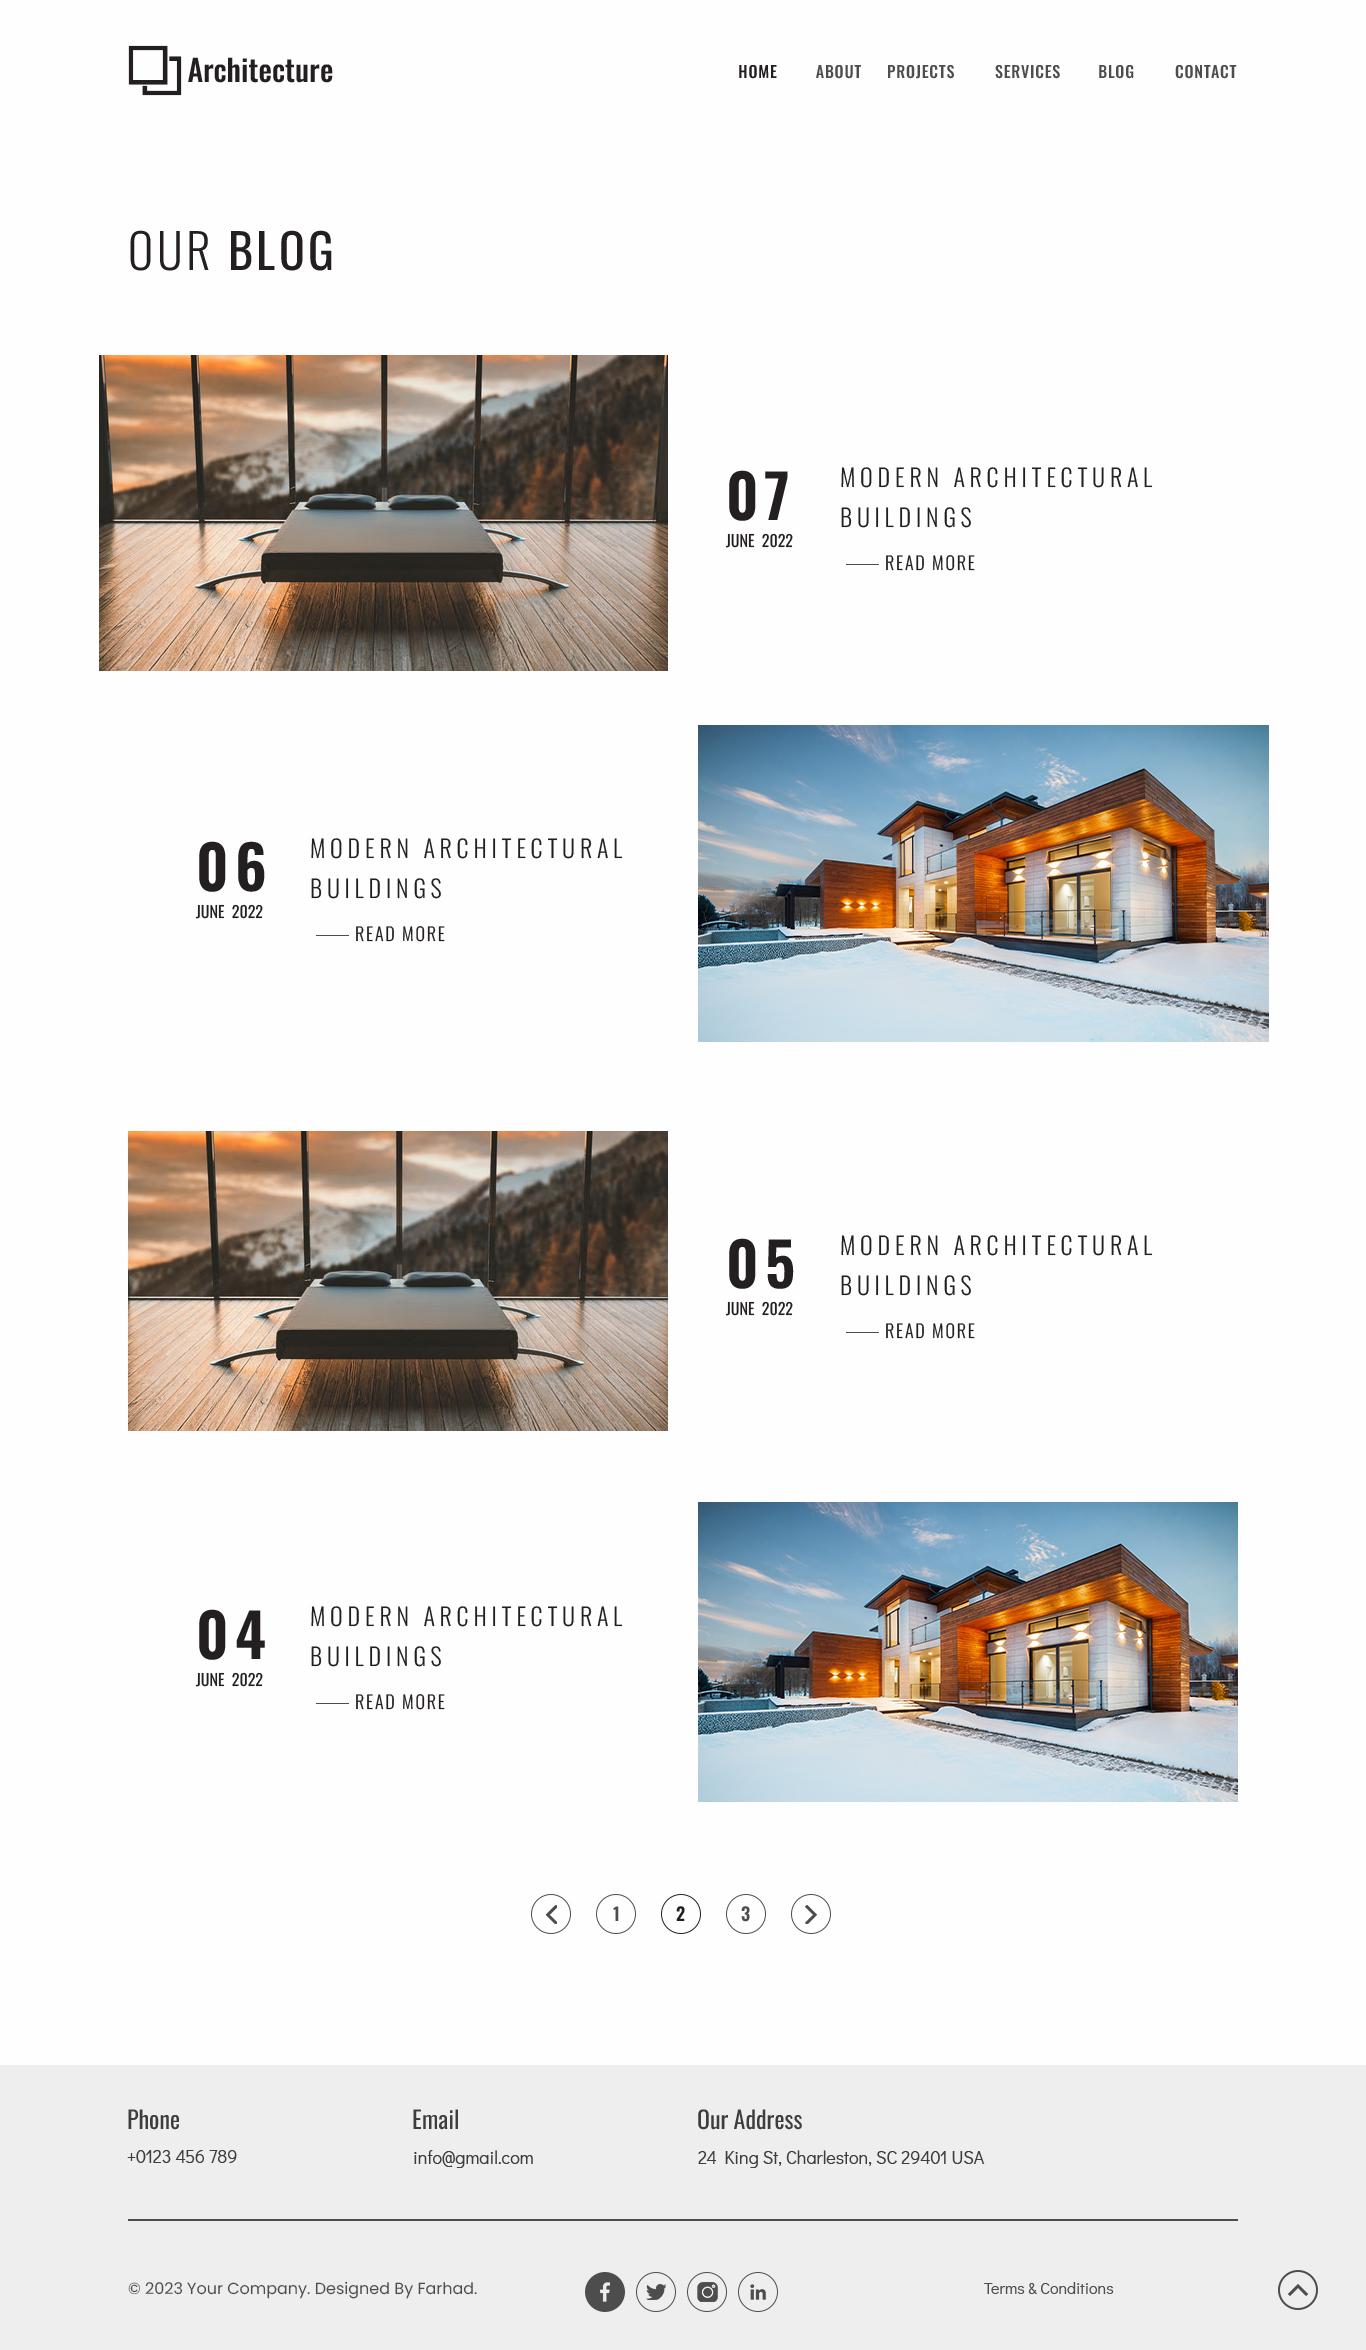 Architecture
HOME ABOUT PROJECTS SERVICES BLOG CONTACT
OUR BLOG
07
JUNE 2022
MODERN ARCHITECTURAL
BUILDINGS
READ MORE
06
JUNE 2022
MODERN ARCHITECTURAL
BUILDINGS
READ MORE
05
JUNE 2022
MODERN ARCHITECTURAL
BUILDINGS
READ MORE
04
JUNE 2022
MODERN ARCHITECTURAL
BUILDINGS
READ MORE
1 2 3
Phone
+0123 456 789
Email
info@gmail.com
Our Address
24 King St, Charleston, SC 29401 USA
© 2023 Your Company. Designed By Farhad.
f
in
Terms & Conditions